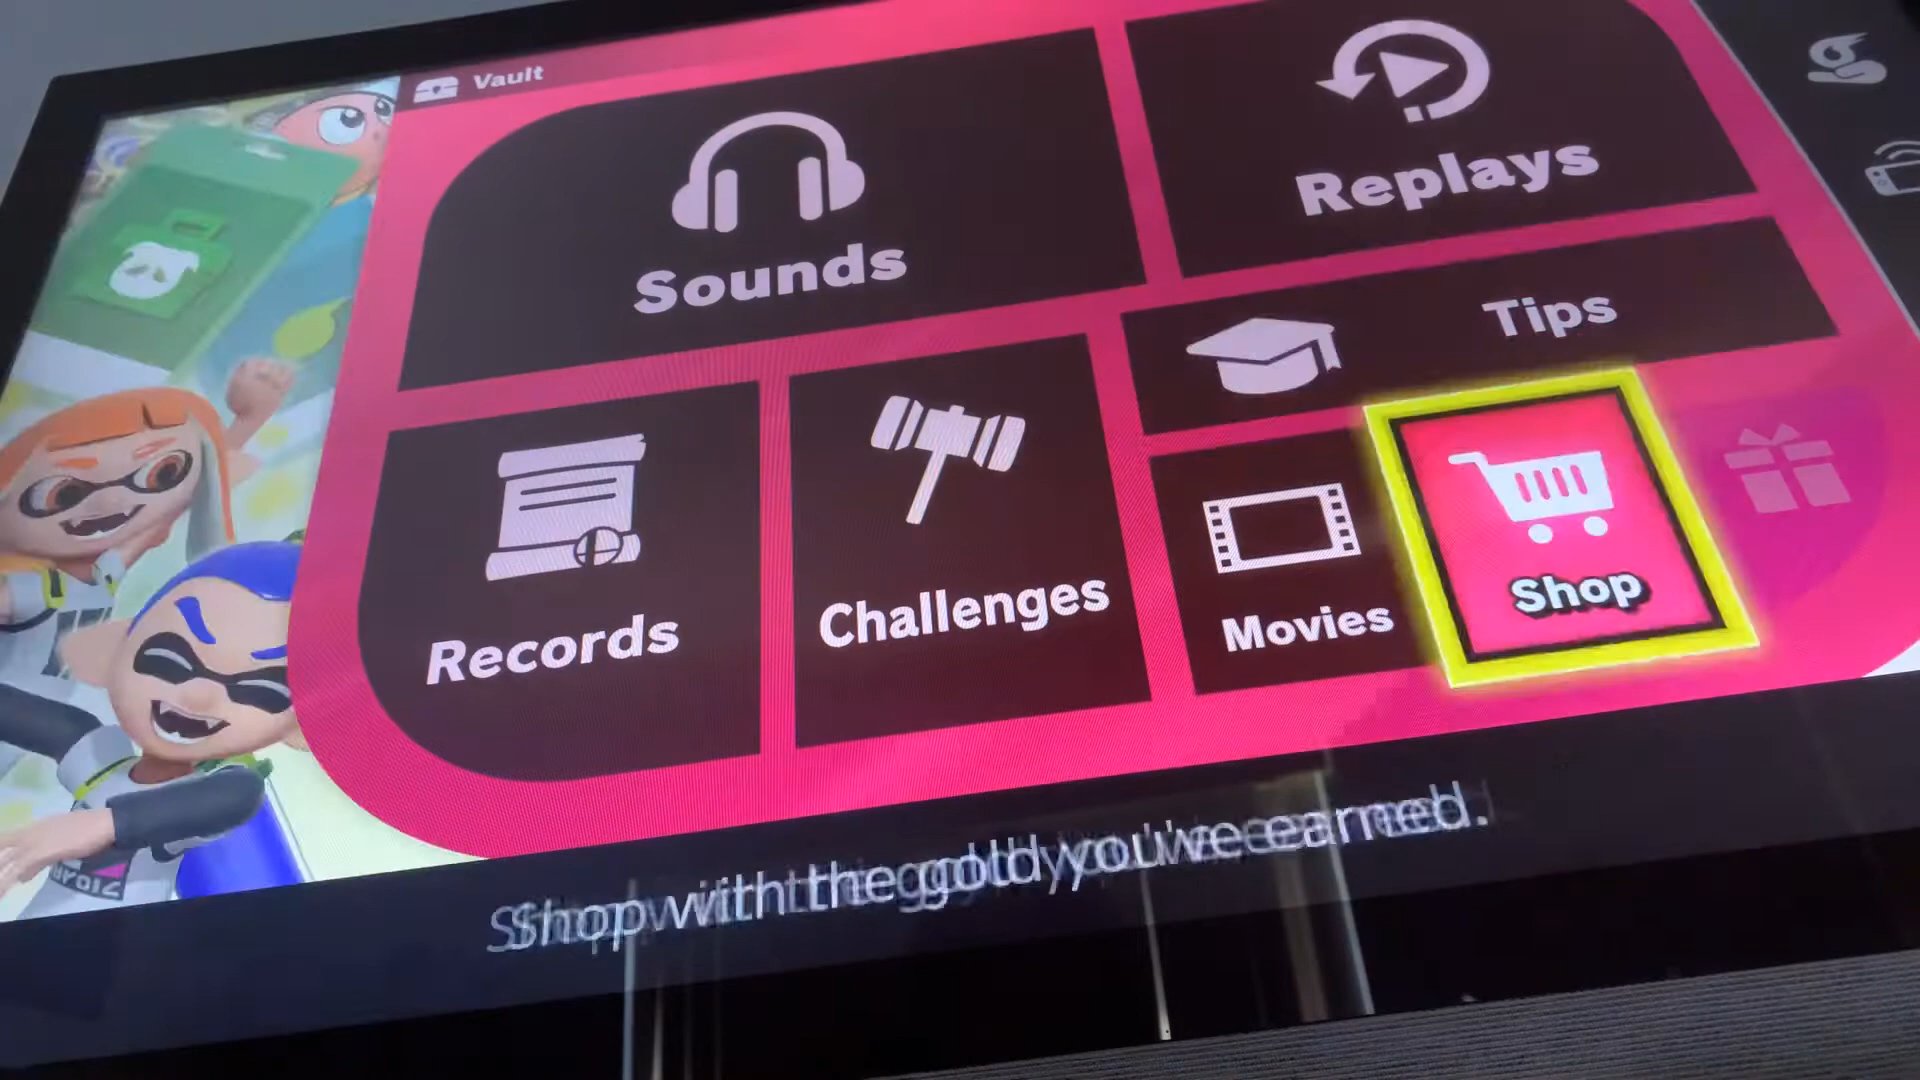 Vault
Sounds
Replays
Tips
Records
Challenges
Movies
Shop
Shop with the gold you've earned.